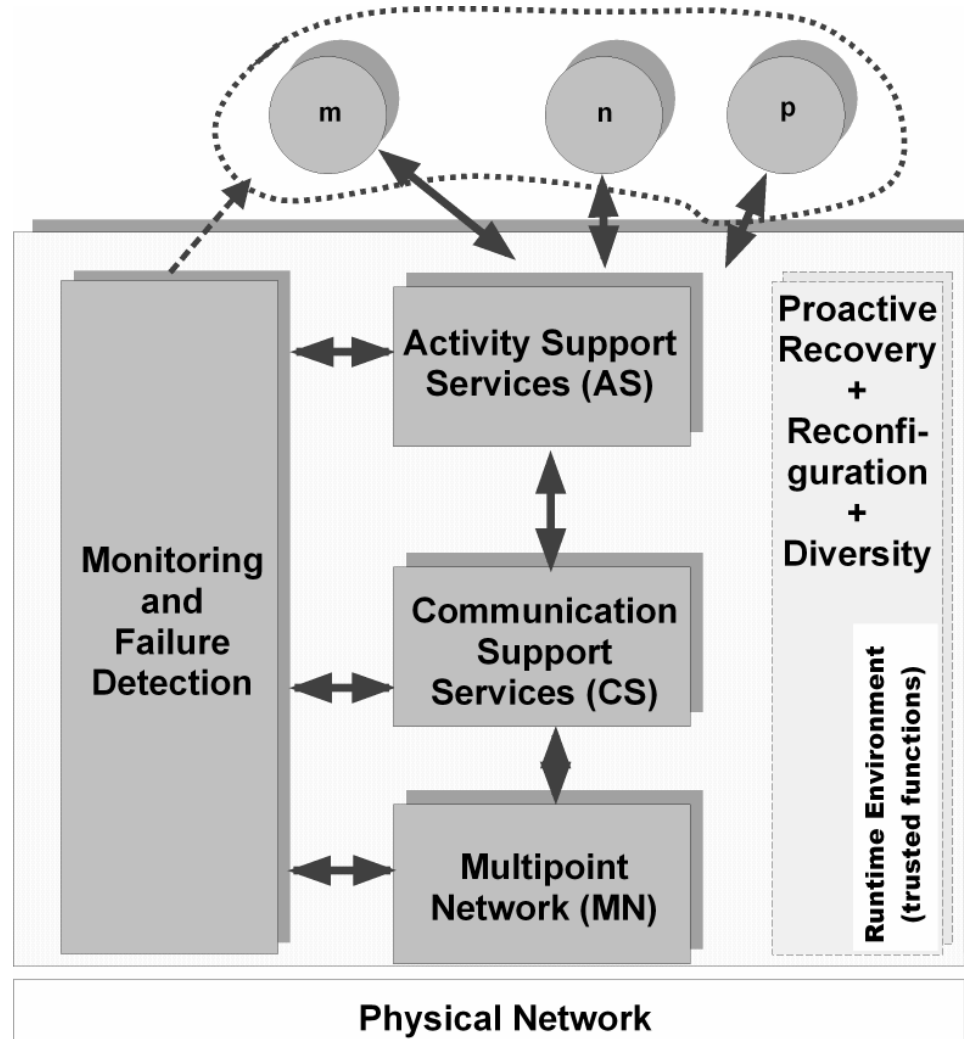 m
n
p
Activity Support
Services (AS)
Proactive
Recovery
+
Reconfi-
guration
+
Diversity
Monitoring
and
Failure
Detection
Communication
Support
Services (CS)
Runtime Environment
(trusted functions)
Multipoint
Network (MN)
Physical Network